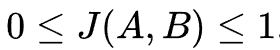 0 ≤ J(A, B) ≤ 1